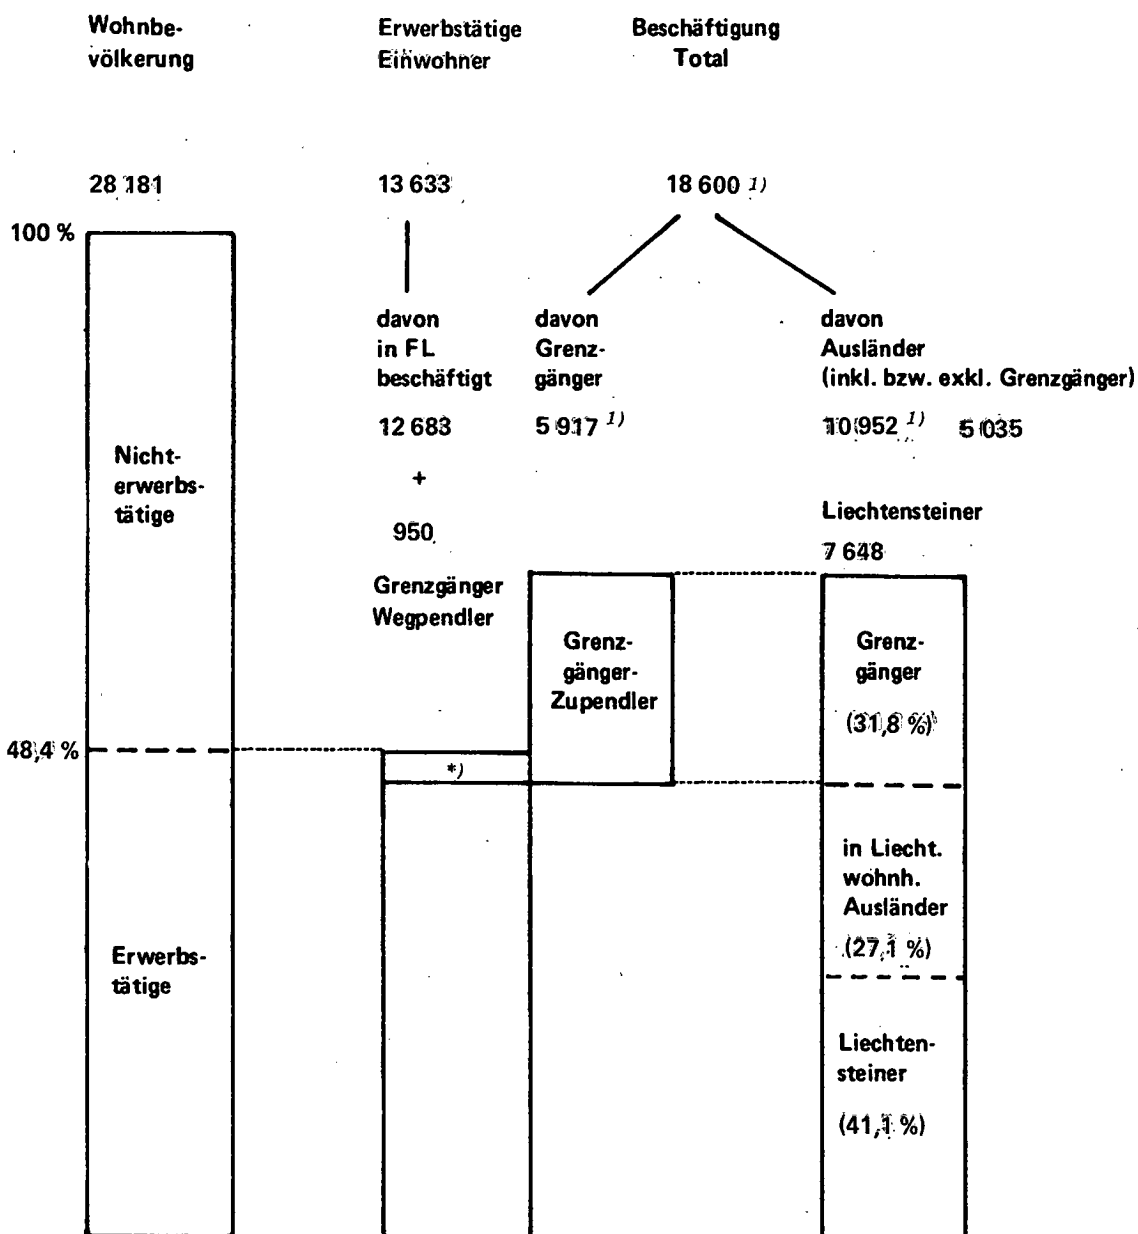 Wohnbe-
völkerung
Erwerbstätige
Einwohner
Beschäftigung
Total
28 181
13 633
18 600 1)
100 %
davon
in FL
beschäftigt
12 683
+
950
Grenzgänger
Wegpendler
davon
Grenz-
gänger
5 917 1)
davon
Ausländer
(inkl. bzw. exkl. Grenzgänger)
10 952 1) 5 035
Liechtensteiner
7 648
Nicht-
erwerbs-
tätige
Grenz-
gänger-
Zupendler
Grenz-
gänger
(31,8 %)
48,4 %
*)
in Liecht.
wohnh.
Ausländer
(27,1 %)
Erwerbs-
tätige
Liechten-
steiner
(41,1 %)